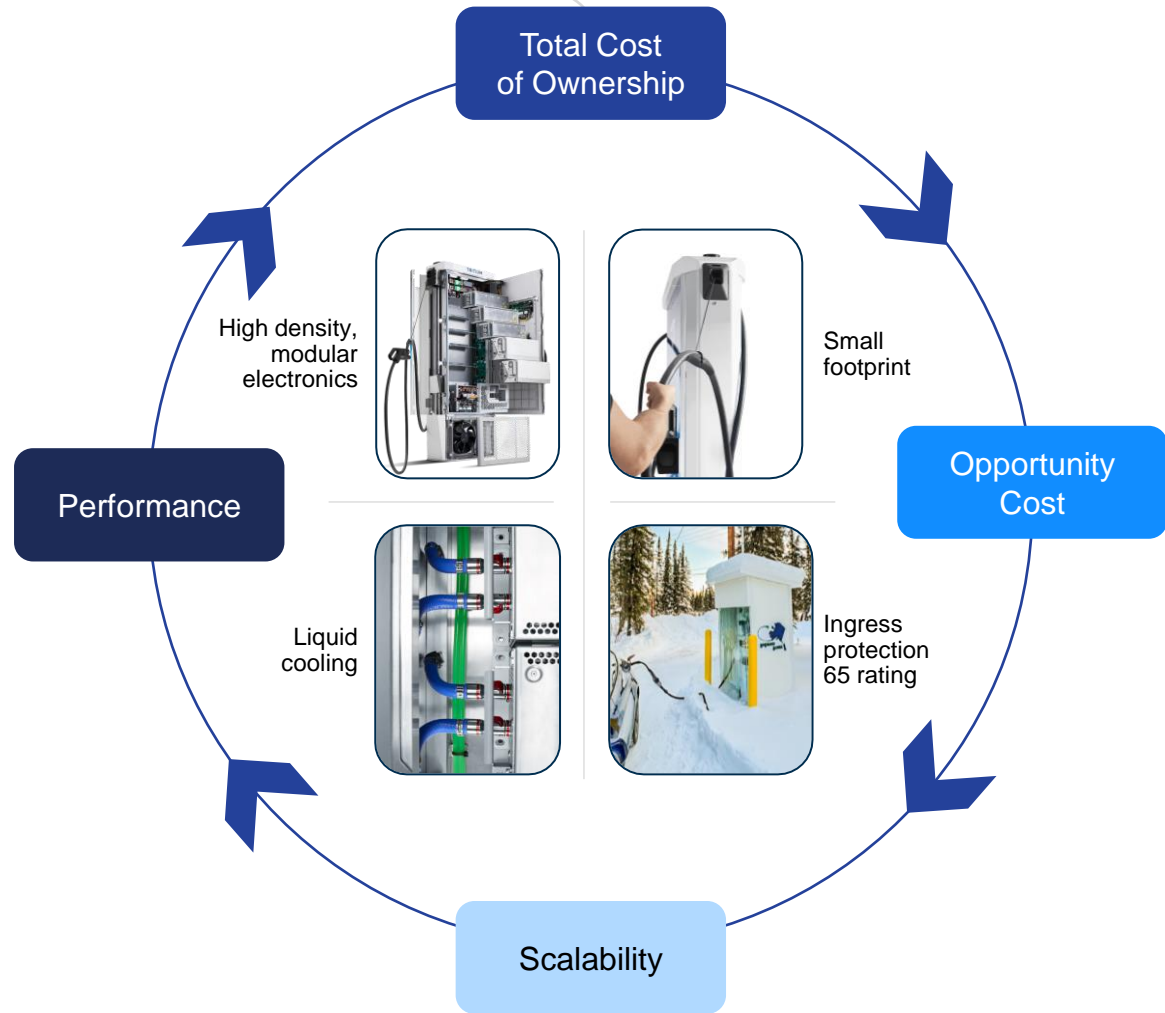 Total Cost
of Ownership
High density,
modular
electronics
Small
footprint
Performance
Opportunity
Cost
Liquid
cooling
Ingress
protection
65 rating
Scalability